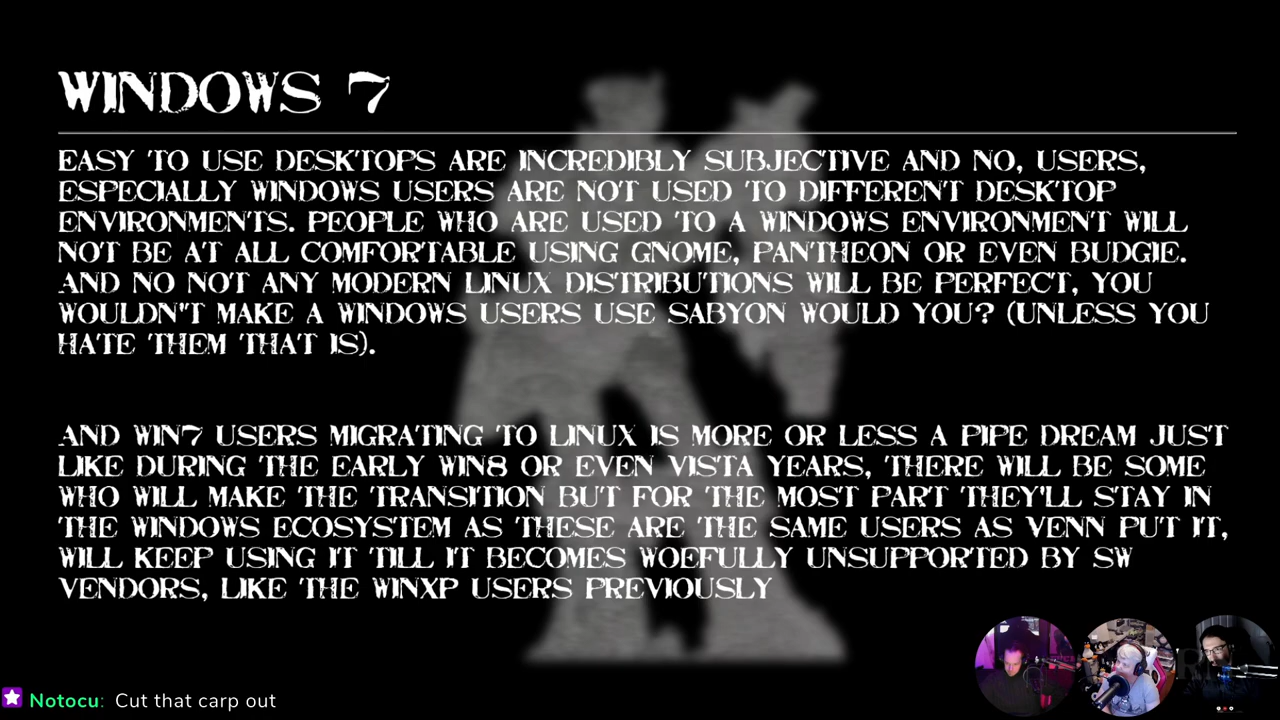 WINDOWS 7
EASY TO USE DESKTOPS ARE INCREDIBLY SUBJECTIVE AND NO, USERS,
ESPECIALLY WINDOWS USERS ARE NOT USED TO DIFFERENT DESKTOP
ENVIRONMENTS. PEOPLE WHO ARE USED TO A WINDOWS ENVIRONMENT WILL
NOT BE AT ALL COMFORTABLE USING GNOME, PANTHEON OR EVEN BUDGIE.
AND NO NOT ANY MODERN LINUX DISTRIBUTIONS WILL BE PERFECT, YOU
WOULDN'T MAKE A WINDOWS USERS USE SABYON WOULD YOU? (UNLESS YOU
HATE THEM THAT IS).
AND WIN7 USERS MIGRATING TO LINUX IS MORE OR LESS A PIPE DREAM JUST
LIKE DURING THE EARLY WIN8 OR EVEN VISTA YEARS, THERE WILL BE SOME
WHO WILL MAKE THE TRANSITION BUT FOR THE MOST PART THEY'LL STAY IN
THE WINDOWS ECOSYSTEM AS THESE ARE THE SAME USERS AS VENN PUT IT,
WILL KEEP USING IT TILL IT BECOMES WOEFULLY UNSUPPORTED BY SW
VENDORS, LIKE THE WINXP USERS PREVIOUSLY
Notocu: Cut that carp out